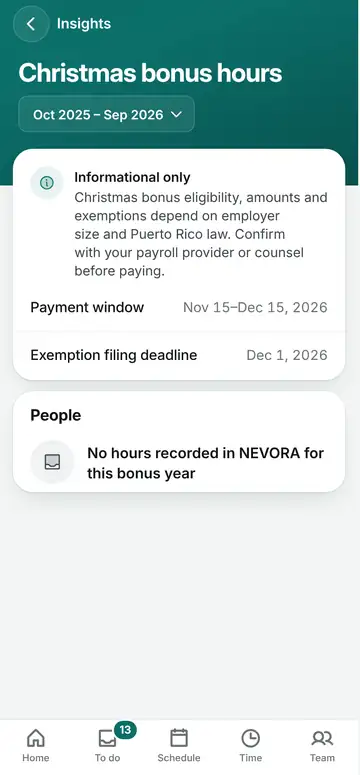 Insights
Christmas bonus hours
Oct 2025 – Sep 2026
Informational only
Christmas bonus eligibility, amounts and
exemptions depend on employer
size and Puerto Rico law. Confirm
with your payroll provider or counsel
before paying.
Payment window Nov 15–Dec 15, 2026
Exemption filing deadline Dec 1, 2026
People
No hours recorded in NEVORA for
this bonus year
13
Home To do Schedule Time Team